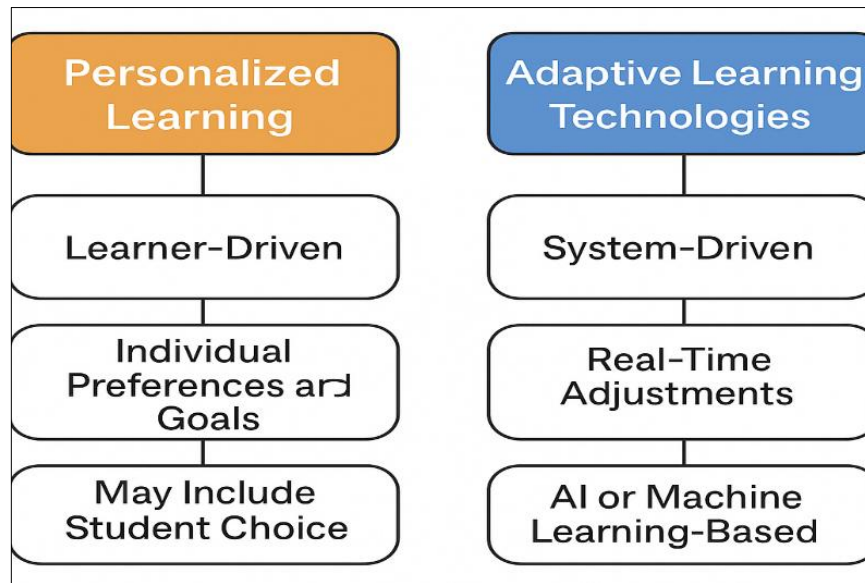 Personalized
Learning
Learner-Driven
Individual
Preferences and
Goals
May Include
Student Choice
Adaptive Learning
Technologies
System-Driven
Real-Time
Adjustments
AI or Machine
Learning-Based